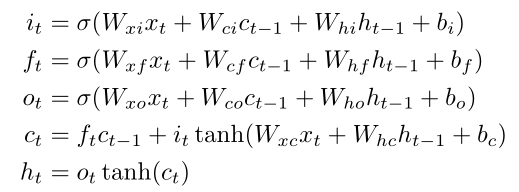 i_t = σ(W_{xi}x_t + W_{ci}c_{t−1} + W_{hi}h_{t−1} + b_i)
f_t = σ(W_{xf}x_t + W_{cf}c_{t−1} + W_{hf}h_{t−1} + b_f)
o_t = σ(W_{xo}x_t + W_{co}c_{t−1} + W_{ho}h_{t−1} + b_o)
c_t = f_tc_{t−1} + i_t tanh(W_{xc}x_t + W_{hc}h_{t−1} + b_c)
h_t = o_t tanh(c_t)